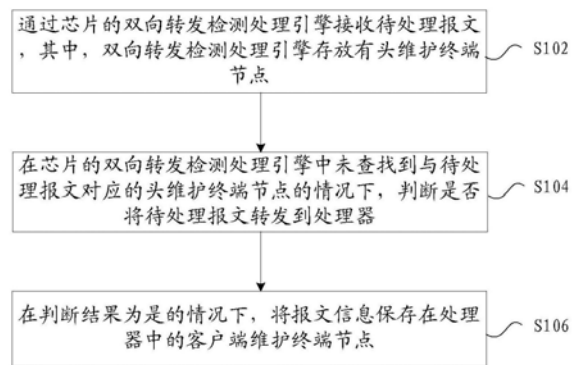 通过芯片的双向转发检测处理引擎接收待处理报文
，其中，双向转发检测处理引擎存放有头维护终端
节点
S102
在芯片的双向转发检测处理引擎中未查找到与待处
理报文对应的头维护终端节点的情况下，判断是否
将待处理报文转发到处理器
S104
在判断结果为是的情况下，将报文信息保存在处理
器中的客户端维护终端节点
S106